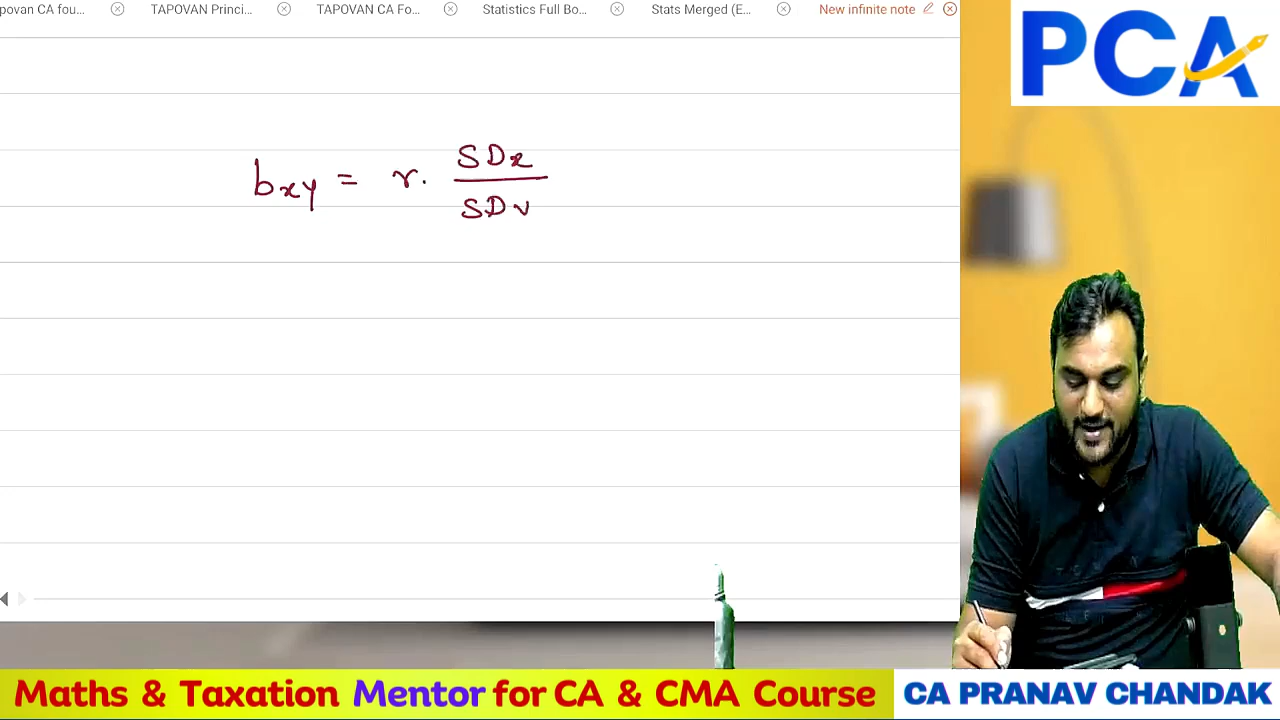 povan CA fou...
TAPOVAN Princi...
TAPOVAN CA Fo...
Statistics Full Bo...
Stats Merged (E...
New infinite note
PCA
bxy = r. SDx
SDv
Maths & Taxation Mentor for CA & CMA Course
CA PRANAV CHANDAK